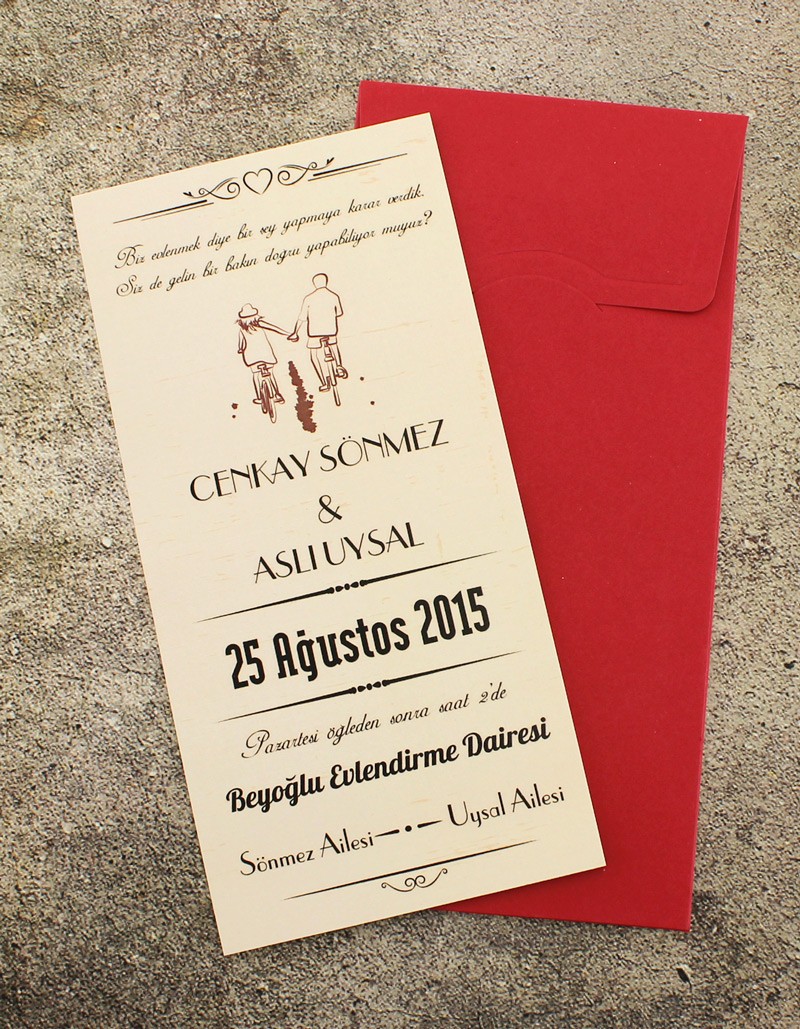 Biz evlenmek diye bir şey yapmaya karar verdik.
Siz de gelin bir bakın doğru yapabiliyor muyuz?
CENKAY SÖNMEZ
&
ASLI UYSAL
25 Ağustos 2015
Pazartesi öğleden sonra saat 2'de
Beyoğlu Evlendirme Dairesi
Sönmez Ailesi — • — Uysal Ailesi